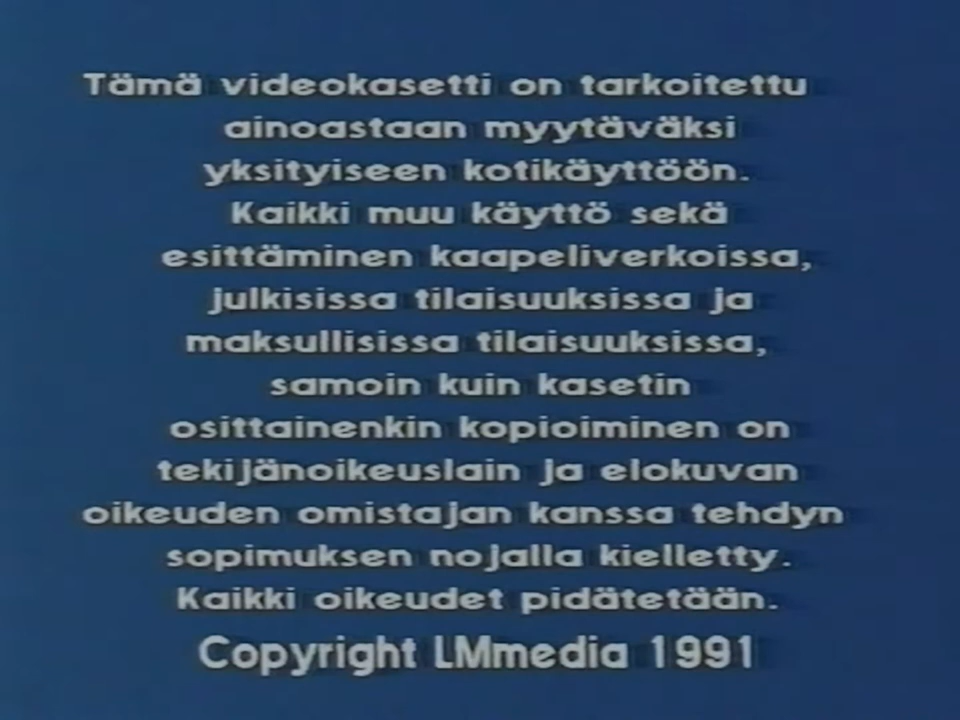 Tämä videokasetti on tarkoitettu
ainoastaan myytäväksi
yksityiseen kotikäyttöön.
Kaikki muu käyttö sekä
esittäminen kaapeliverkoissa,
julkisissa tilaisuuksissa ja
maksullisissa tilaisuuksissa,
samoin kuin kasetin
osittainenkin kopioiminen on
tekijänoikeuslain ja elokuvan
oikeuden omistajan kanssa tehdyn
sopimuksen nojalla kielletty.
Kaikki oikeudet pidätetään.
Copyright LMmedia 1991